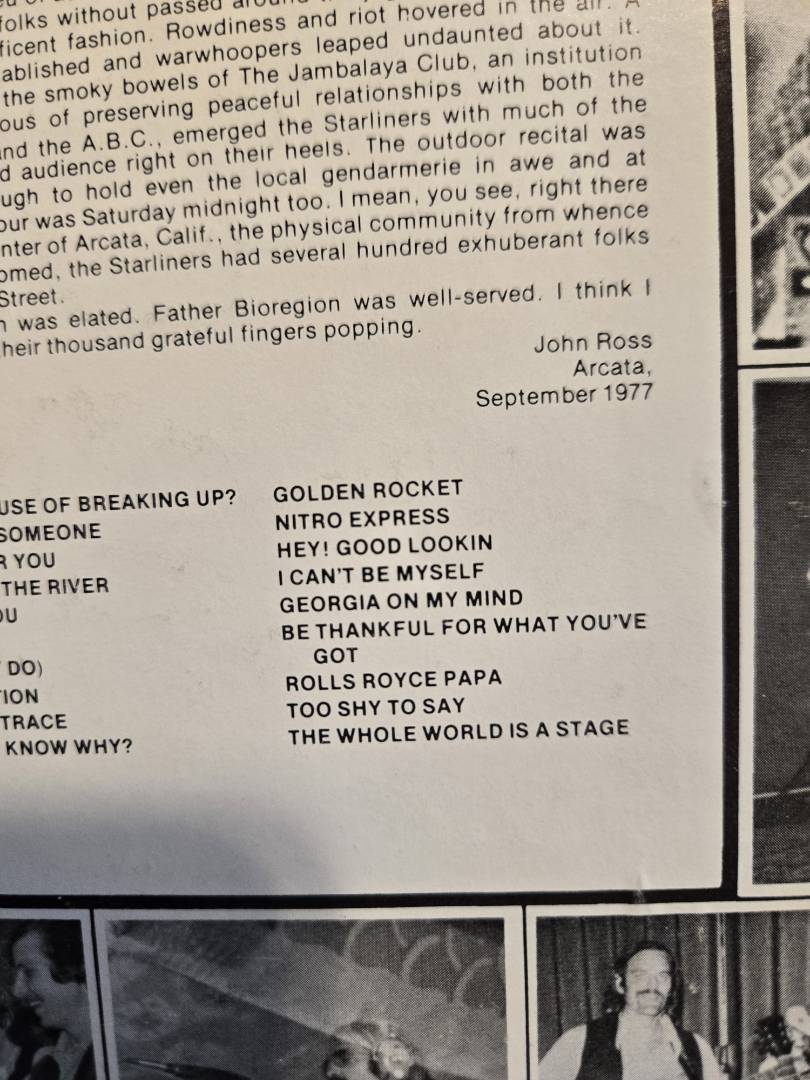 folks without passed around
ficent fashion. Rowdiness and riot hovered in the air. A
ablished and warwhoopers leaped undaunted about it.
the smoky bowels of The Jambalaya Club, an institution
ous of preserving peaceful relationships with both the
and the A.B.C., emerged the Starliners with much of the
d audience right on their heels. The outdoor recital was
ugh to hold even the local gendarmerie in awe and at
our was Saturday midnight too. I mean, you see, right there
nter of Arcata, Calif., the physical community from whence
omed, the Starliners had several hundred exhuberant folks
Street.
n was elated. Father Bioregion was well-served. I think I
heir thousand grateful fingers popping.
John Ross
Arcata,
September 1977
USE OF BREAKING UP?
SOMEONE
R YOU
THE RIVER
OU
DO)
TION
TRACE
KNOW WHY?
GOLDEN ROCKET
NITRO EXPRESS
HEY! GOOD LOOKIN
I CAN'T BE MYSELF
GEORGIA ON MY MIND
BE THANKFUL FOR WHAT YOU'VE
GOT
ROLLS ROYCE PAPA
TOO SHY TO SAY
THE WHOLE WORLD IS A STAGE